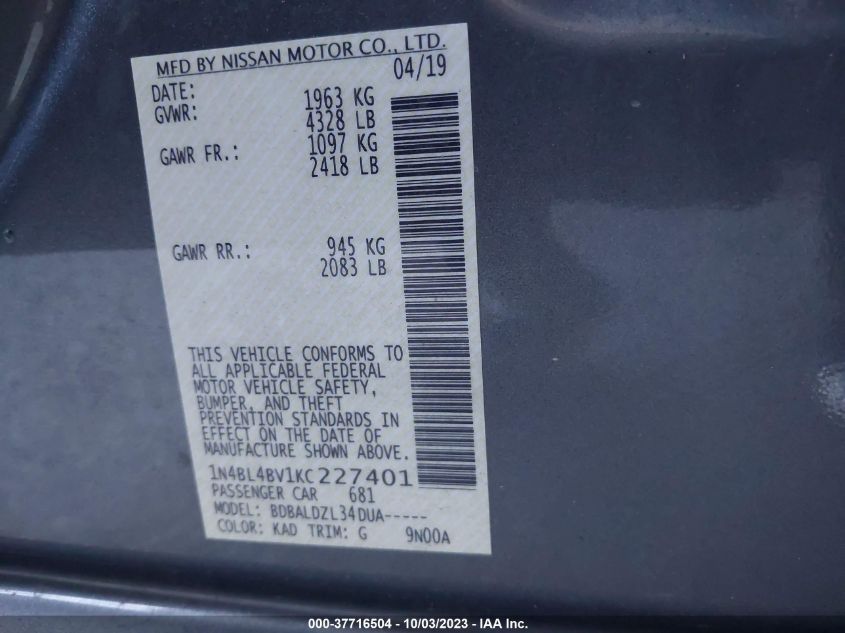 MFD BY NISSAN MOTOR CO., LTD.
DATE: 04/19
GVWR: 1963 KG
4328 LB
GAWR FR.: 1097 KG
2418 LB
GAWR RR.: 945 KG
2083 LB
THIS VEHICLE CONFORMS TO
ALL APPLICABLE FEDERAL
MOTOR VEHICLE SAFETY,
BUMPER, AND THEFT
PREVENTION STANDARDS IN
EFFECT ON THE DATE OF
MANUFACTURE SHOWN ABOVE.
1N4BL4BV1KC227401
PASSENGER CAR 681
MODEL: BDBALDZL34DUA-----
COLOR: KAD TRIM: G 9N00A
000-37716504 - 10/03/2023 - IAA Inc.